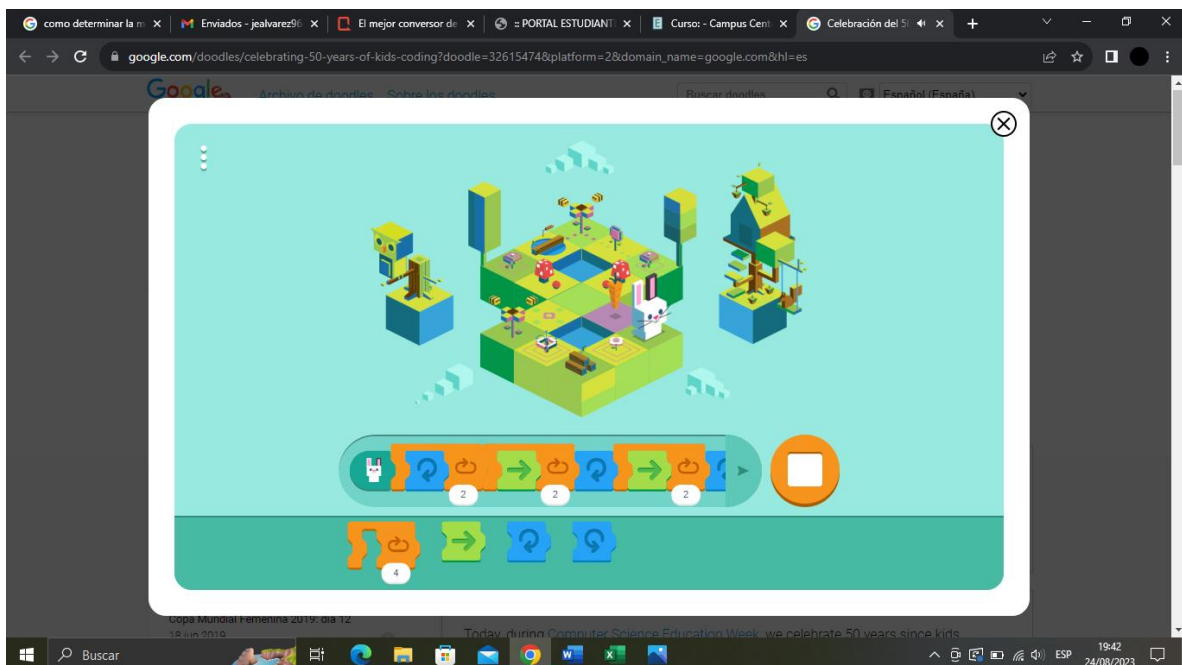 como determinar la m
Enviados - jealvarez96
El mejor conversor de
:: PORTAL ESTUDIANTI
Curso: - Campus Cent
Celebración del 5
google.com/doodles/celebrating-50-years-of-kids-coding?doodle=32615474&platform=2&domain_name=google.com&hl=es
Google Archivo de doodles Sobre los doodles Buscar doodles Español (España)
2 2 2
4
Copa Mundial Femenina 2019: día 12
18 jun 2019
Today, during Computer Science Education Week, we celebrate 50 years since kids
Buscar
ESP
19:42
24/08/2023